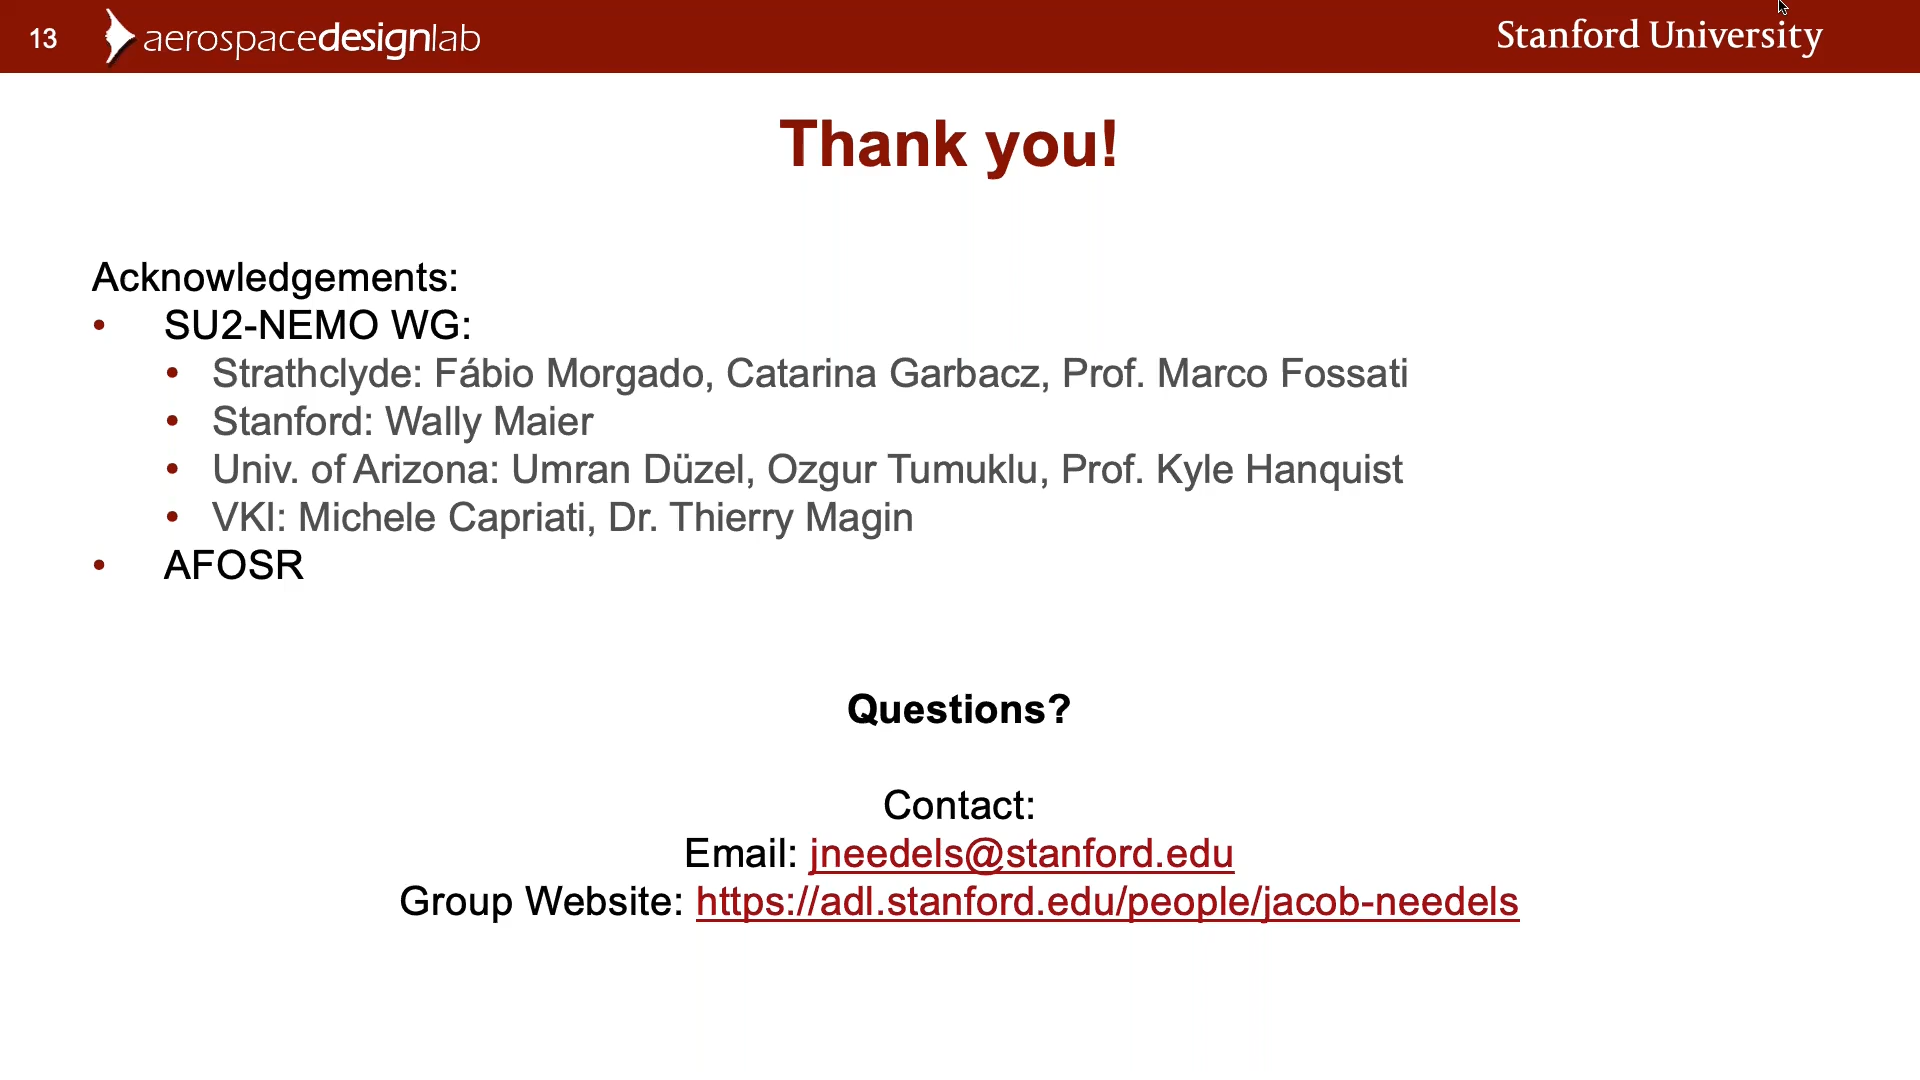 13
aerospacedesignlab
Stanford University
Thank you!
Acknowledgements:
• SU2-NEMO WG:
• Strathclyde: Fábio Morgado, Catarina Garbacz, Prof. Marco Fossati
• Stanford: Wally Maier
• Univ. of Arizona: Umran Düzel, Ozgur Tumuklu, Prof. Kyle Hanquist
• VKI: Michele Capriati, Dr. Thierry Magin
• AFOSR
Questions?
Contact:
Email: jneedels@stanford.edu
Group Website: https://adl.stanford.edu/people/jacob-needels